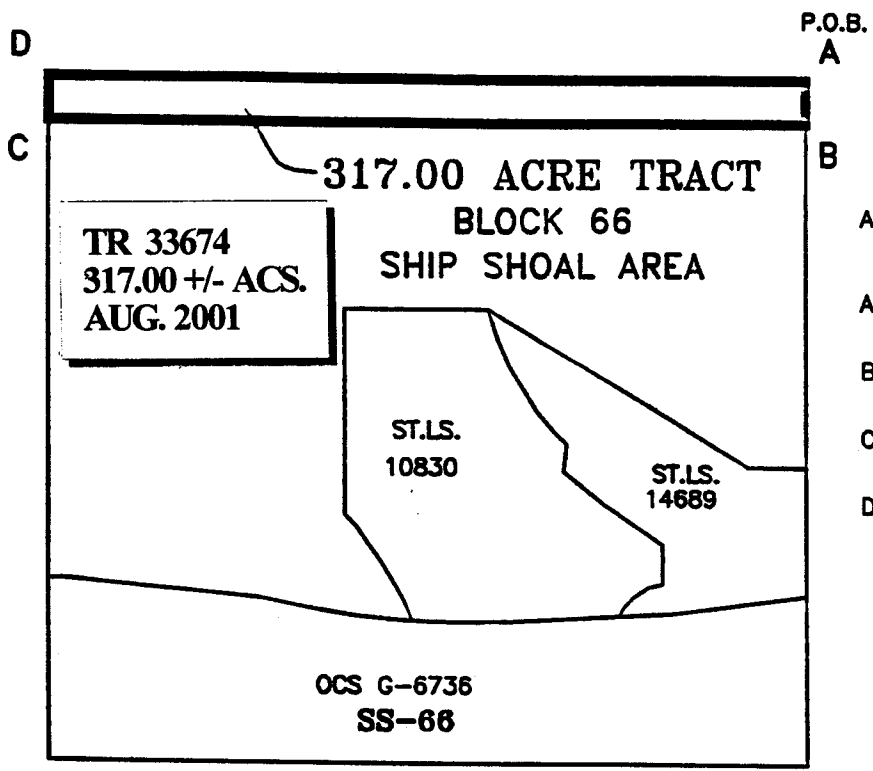 P.O.B.
D
A
C
B
317.00 ACRE TRACT
BLOCK 66
SHIP SHOAL AREA
TR 33674
317.00 +/- ACS.
AUG. 2001
A
A
B
C
D
ST.LS.
10830
ST.LS.
14689
OCS G-6736
SS-66